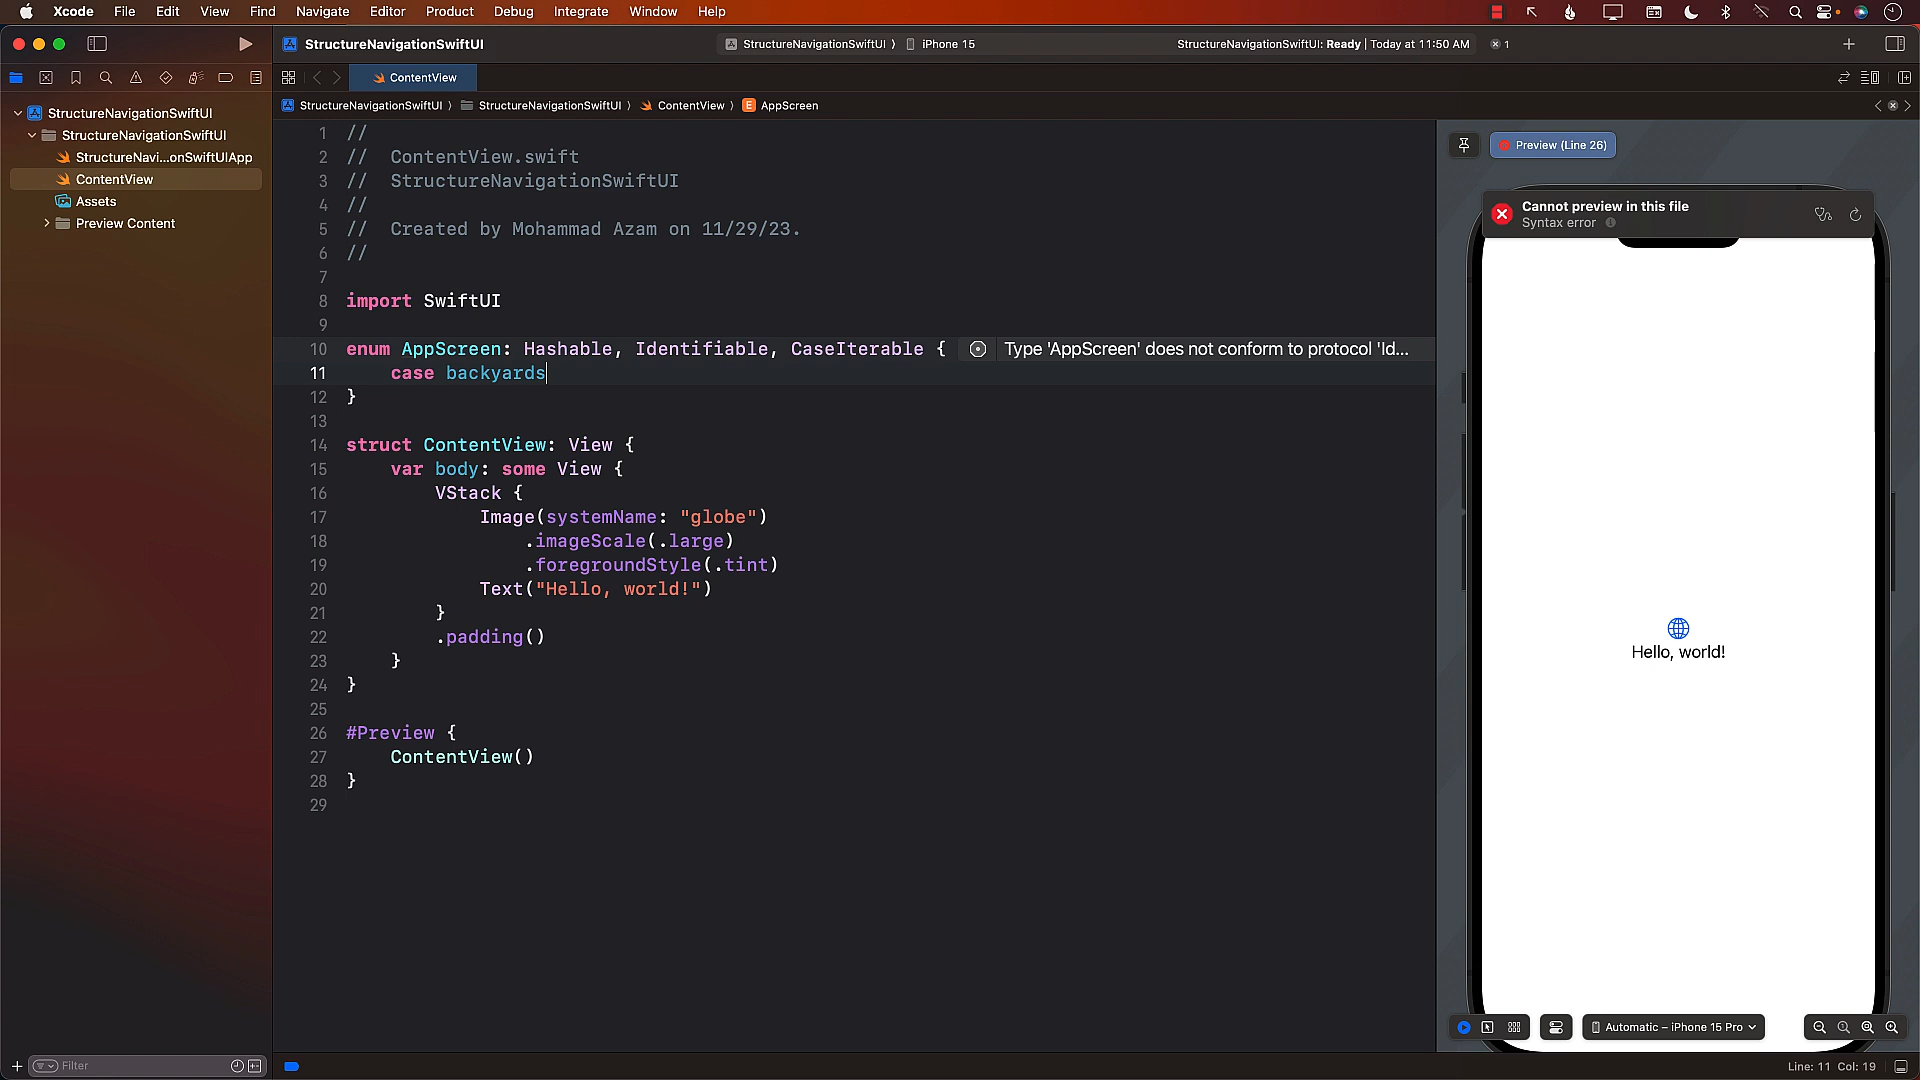 Xcode File Edit View Find Navigate Editor Product Debug Integrate Window Help
StructureNavigationSwiftUI
StructureNavigationSwiftUI ⟩ iPhone 15
StructureNavigationSwiftUI: Ready | Today at 11:50 AM
1
ContentView
StructureNavigationSwiftUI ⟩ StructureNavigationSwiftUI ⟩ ContentView ⟩ E AppScreen
StructureNavigationSwiftUI
StructureNavigationSwiftUI
StructureNavi...onSwiftUIApp
ContentView
Assets
Preview Content
Filter
1 //
2 //  ContentView.swift
3 //  StructureNavigationSwiftUI
4 //
5 //  Created by Mohammad Azam on 11/29/23.
6 //
7
8 import SwiftUI
9
10 enum AppScreen: Hashable, Identifiable, CaseIterable { Type 'AppScreen' does not conform to protocol 'Id...
11     case backyards
12 }
13
14 struct ContentView: View {
15     var body: some View {
16         VStack {
17             Image(systemName: "globe")
18                 .imageScale(.large)
19                 .foregroundStyle(.tint)
20             Text("Hello, world!")
21         }
22         .padding()
23     }
24 }
25
26 #Preview {
27     ContentView()
28 }
29
Preview (Line 26)
Cannot preview in this file
Syntax error
Hello, world!
Automatic – iPhone 15 Pro
Line: 11 Col: 19